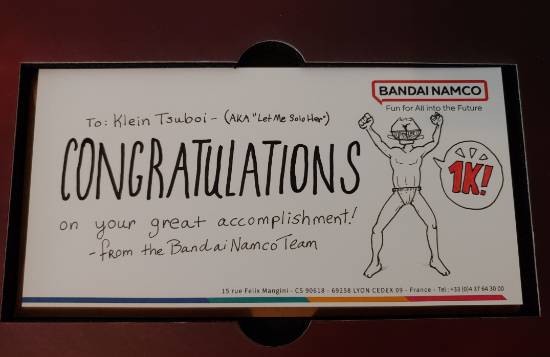 BANDAI NAMCO
Fun for All into the Future
To: Klein Tsuboi - (AKA "Let Me Solo Her")
CONGRATULATIONS
on your great accomplishment!
- from the Bandai Namco Team
1K!
15 rue Felix Mangini - CS 90618 - 69258 LYON CEDEX 09 - France - Tel : +33 (0)4 37 64 30 00